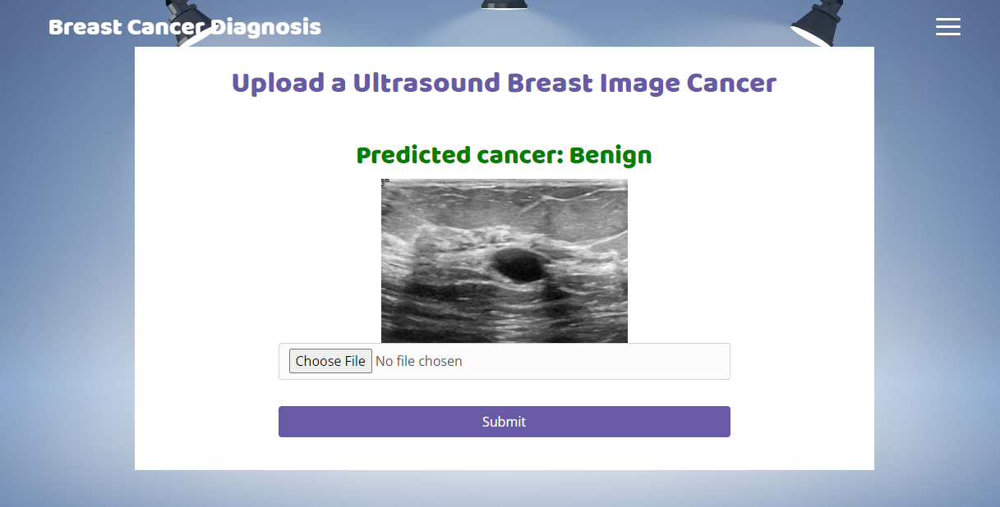 Breast Cancer Diagnosis
Upload a Ultrasound Breast Image Cancer
Predicted cancer: Benign
Choose File No file chosen
Submit